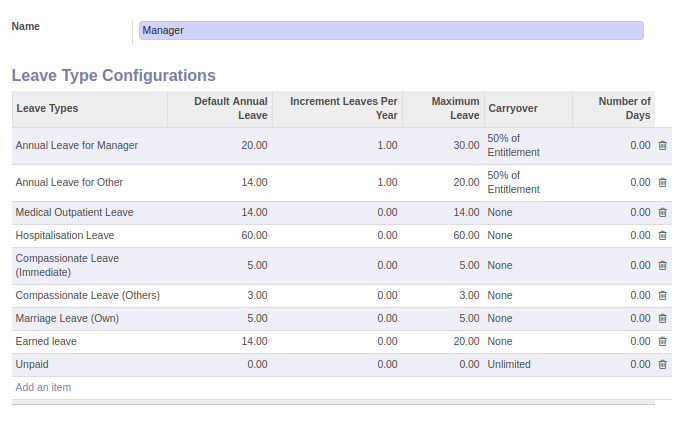 Name Manager
Leave Type Configurations
Leave Types Default Annual Leave Increment Leaves Per Year Maximum Leave Carryover Number of Days
Annual Leave for Manager 20.00 1.00 30.00 50% of Entitlement 0.00
Annual Leave for Other 14.00 1.00 20.00 50% of Entitlement 0.00
Medical Outpatient Leave 14.00 0.00 14.00 None 0.00
Hospitalisation Leave 60.00 0.00 60.00 None 0.00
Compassionate Leave (Immediate) 5.00 0.00 5.00 None 0.00
Compassionate Leave (Others) 3.00 0.00 3.00 None 0.00
Marriage Leave (Own) 5.00 0.00 5.00 None 0.00
Earned leave 14.00 0.00 20.00 None 0.00
Unpaid 0.00 0.00 0.00 Unlimited 0.00
Add an item